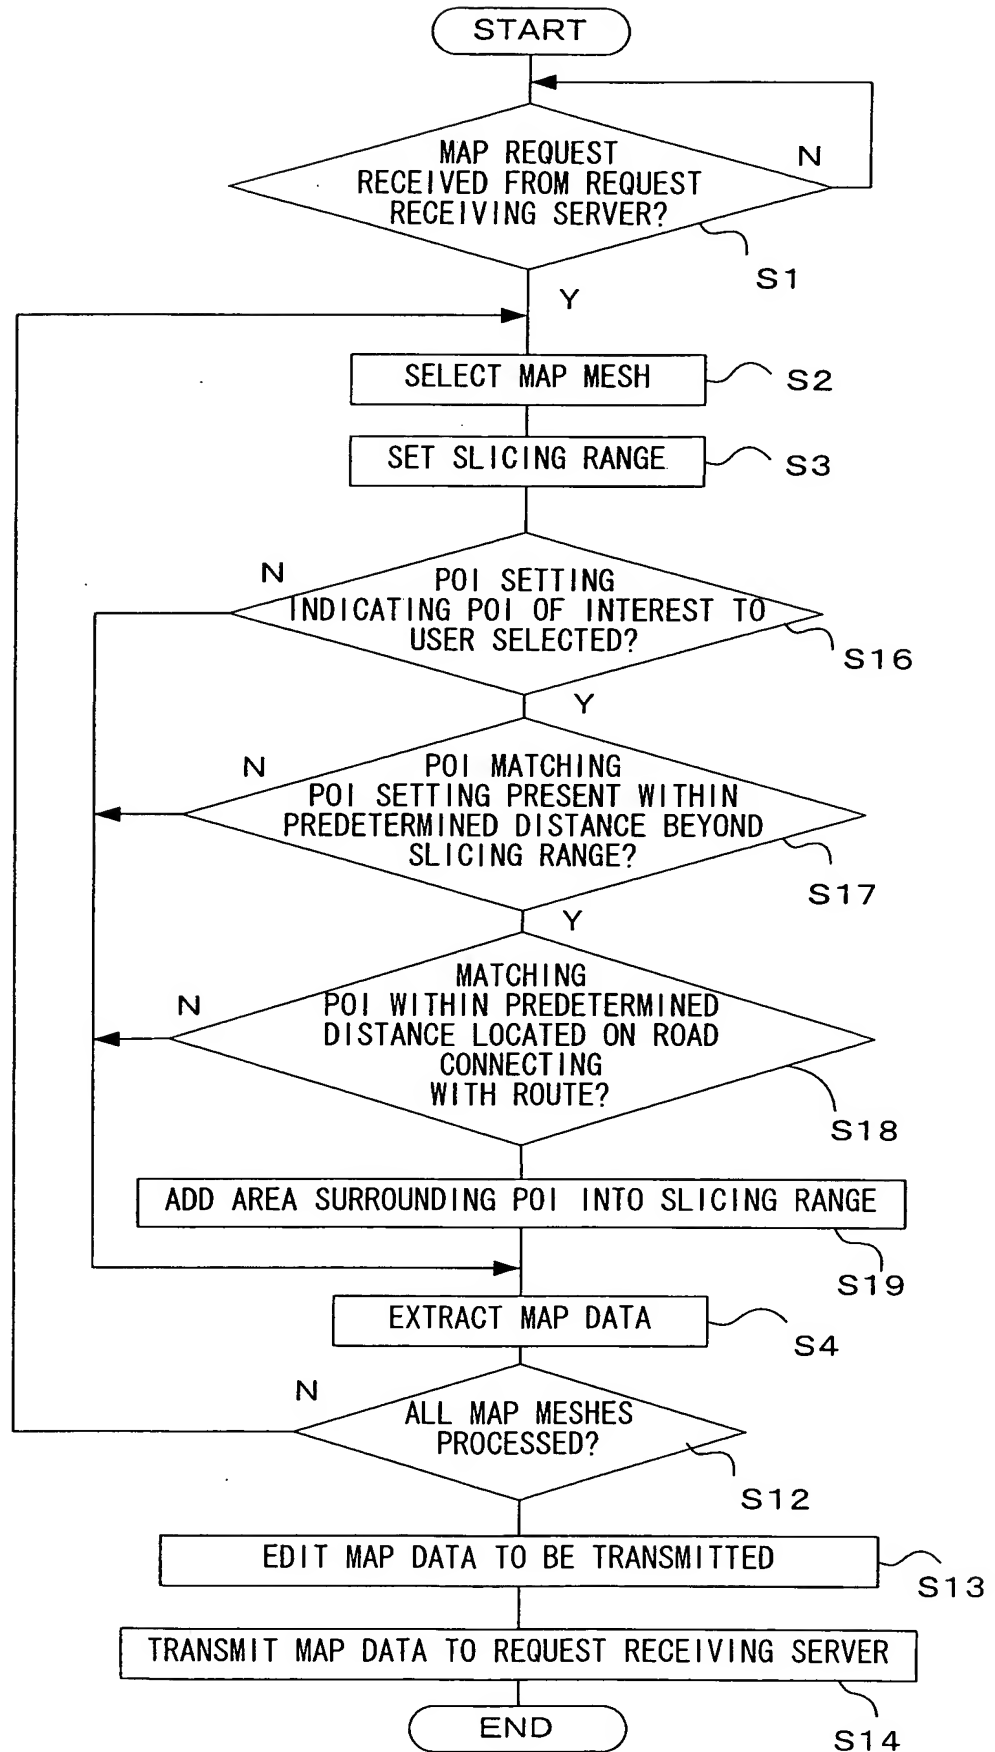 START
MAP REQUEST
RECEIVED FROM REQUEST
RECEIVING SERVER?
N
S1
Y
SELECT MAP MESH
S2
SET SLICING RANGE
S3
N
POI SETTING
INDICATING POI OF INTEREST TO
USER SELECTED?
S16
Y
N
POI MATCHING
POI SETTING PRESENT WITHIN
PREDETERMINED DISTANCE BEYOND
SLICING RANGE?
S17
Y
N
MATCHING
POI WITHIN PREDETERMINED
DISTANCE LOCATED ON ROAD
CONNECTING
WITH ROUTE?
S18
ADD AREA SURROUNDING POI INTO SLICING RANGE
S19
EXTRACT MAP DATA
S4
N
ALL MAP MESHES
PROCESSED?
S12
EDIT MAP DATA TO BE TRANSMITTED
S13
TRANSMIT MAP DATA TO REQUEST RECEIVING SERVER
S14
END